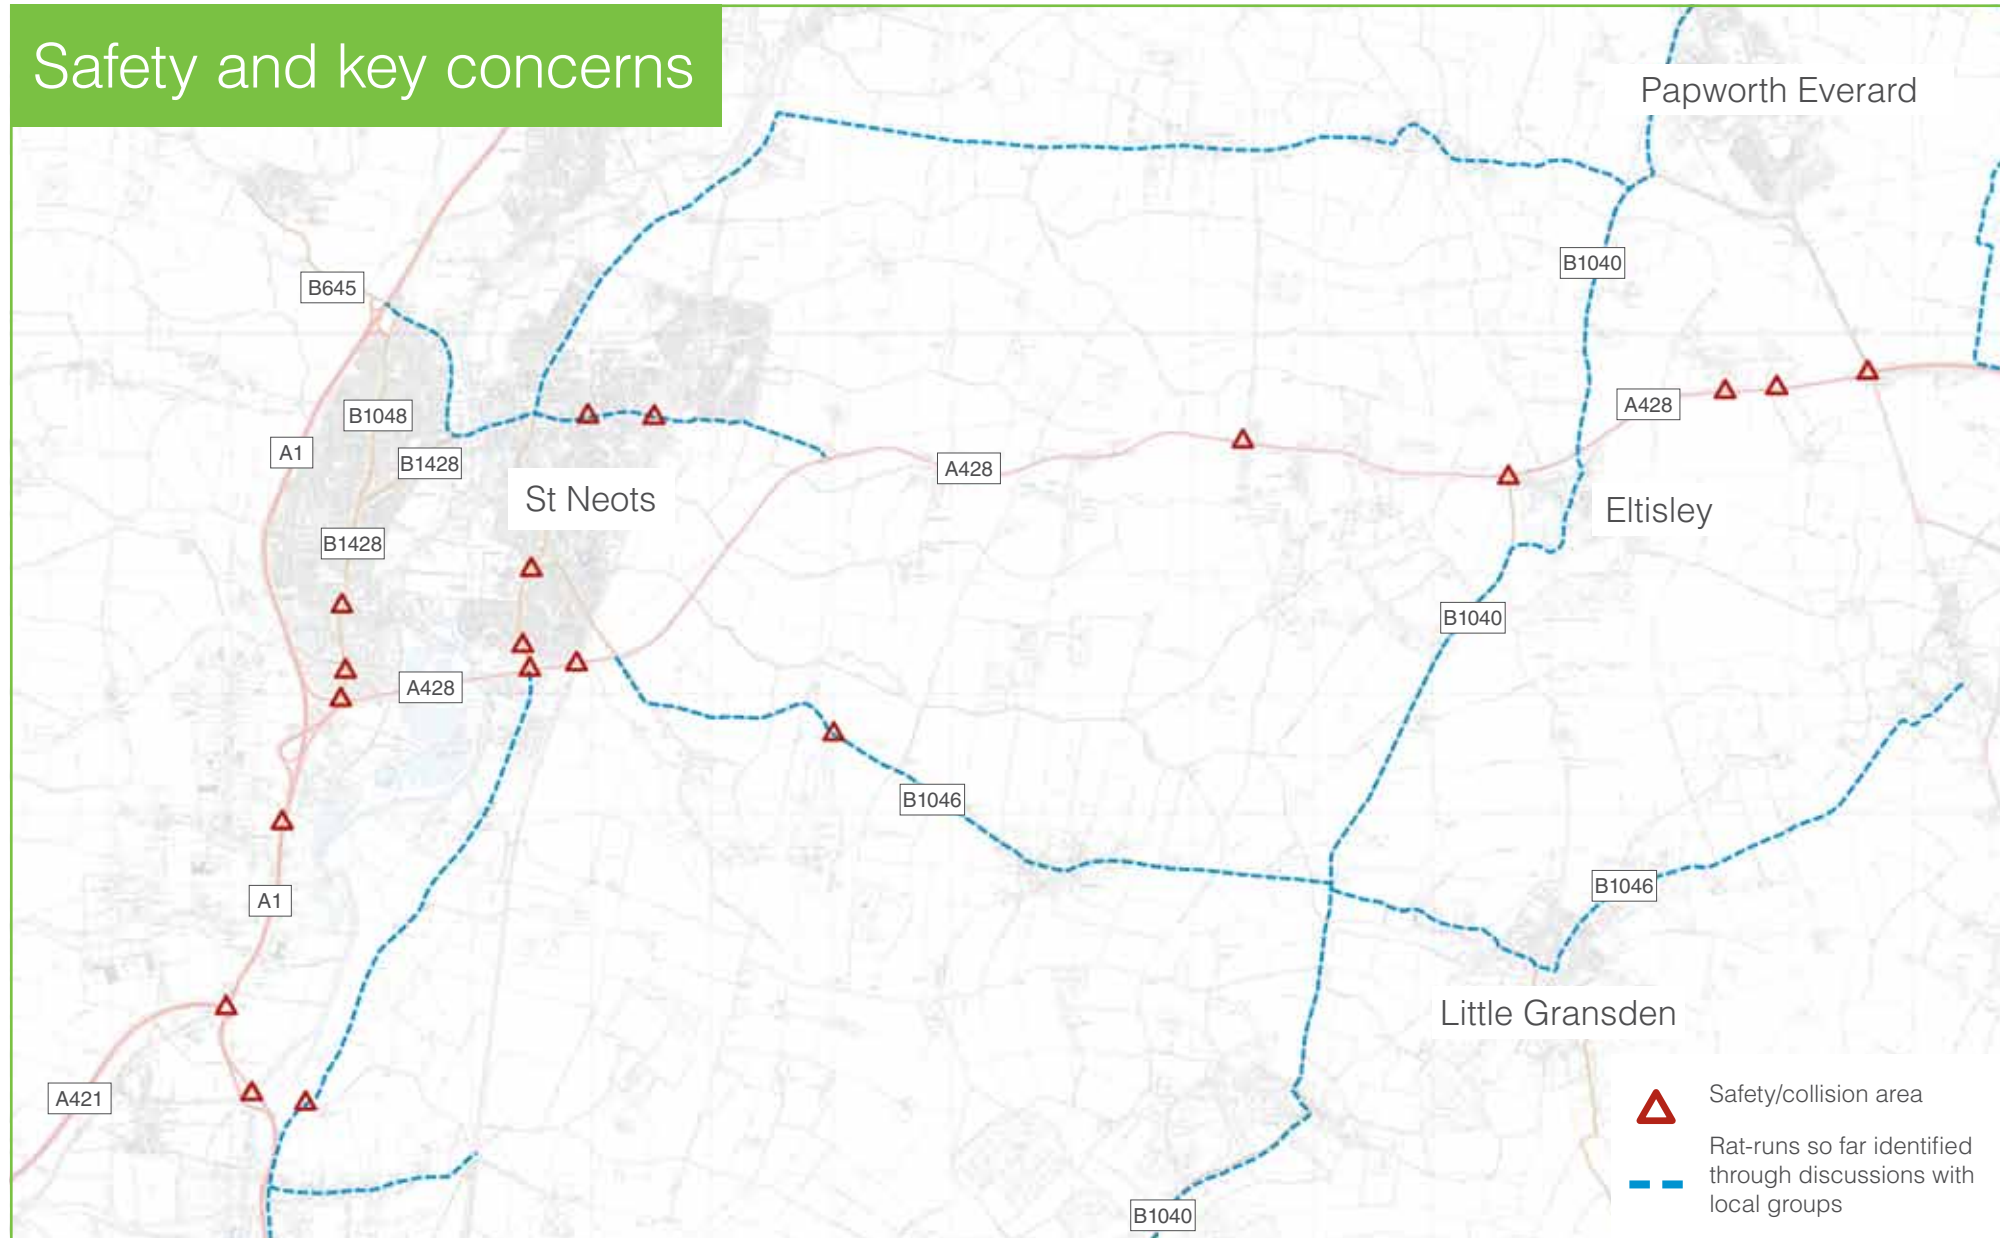 Safety and key concerns
Papworth Everard
B1040
B645
A428
B1048
A1
B1428
A428
St Neots
Eltisley
B1428
B1040
A428
B1046
B1046
A1
Little Gransden
A421
Safety/collision area
Rat-runs so far identified
through discussions with
local groups
B1040